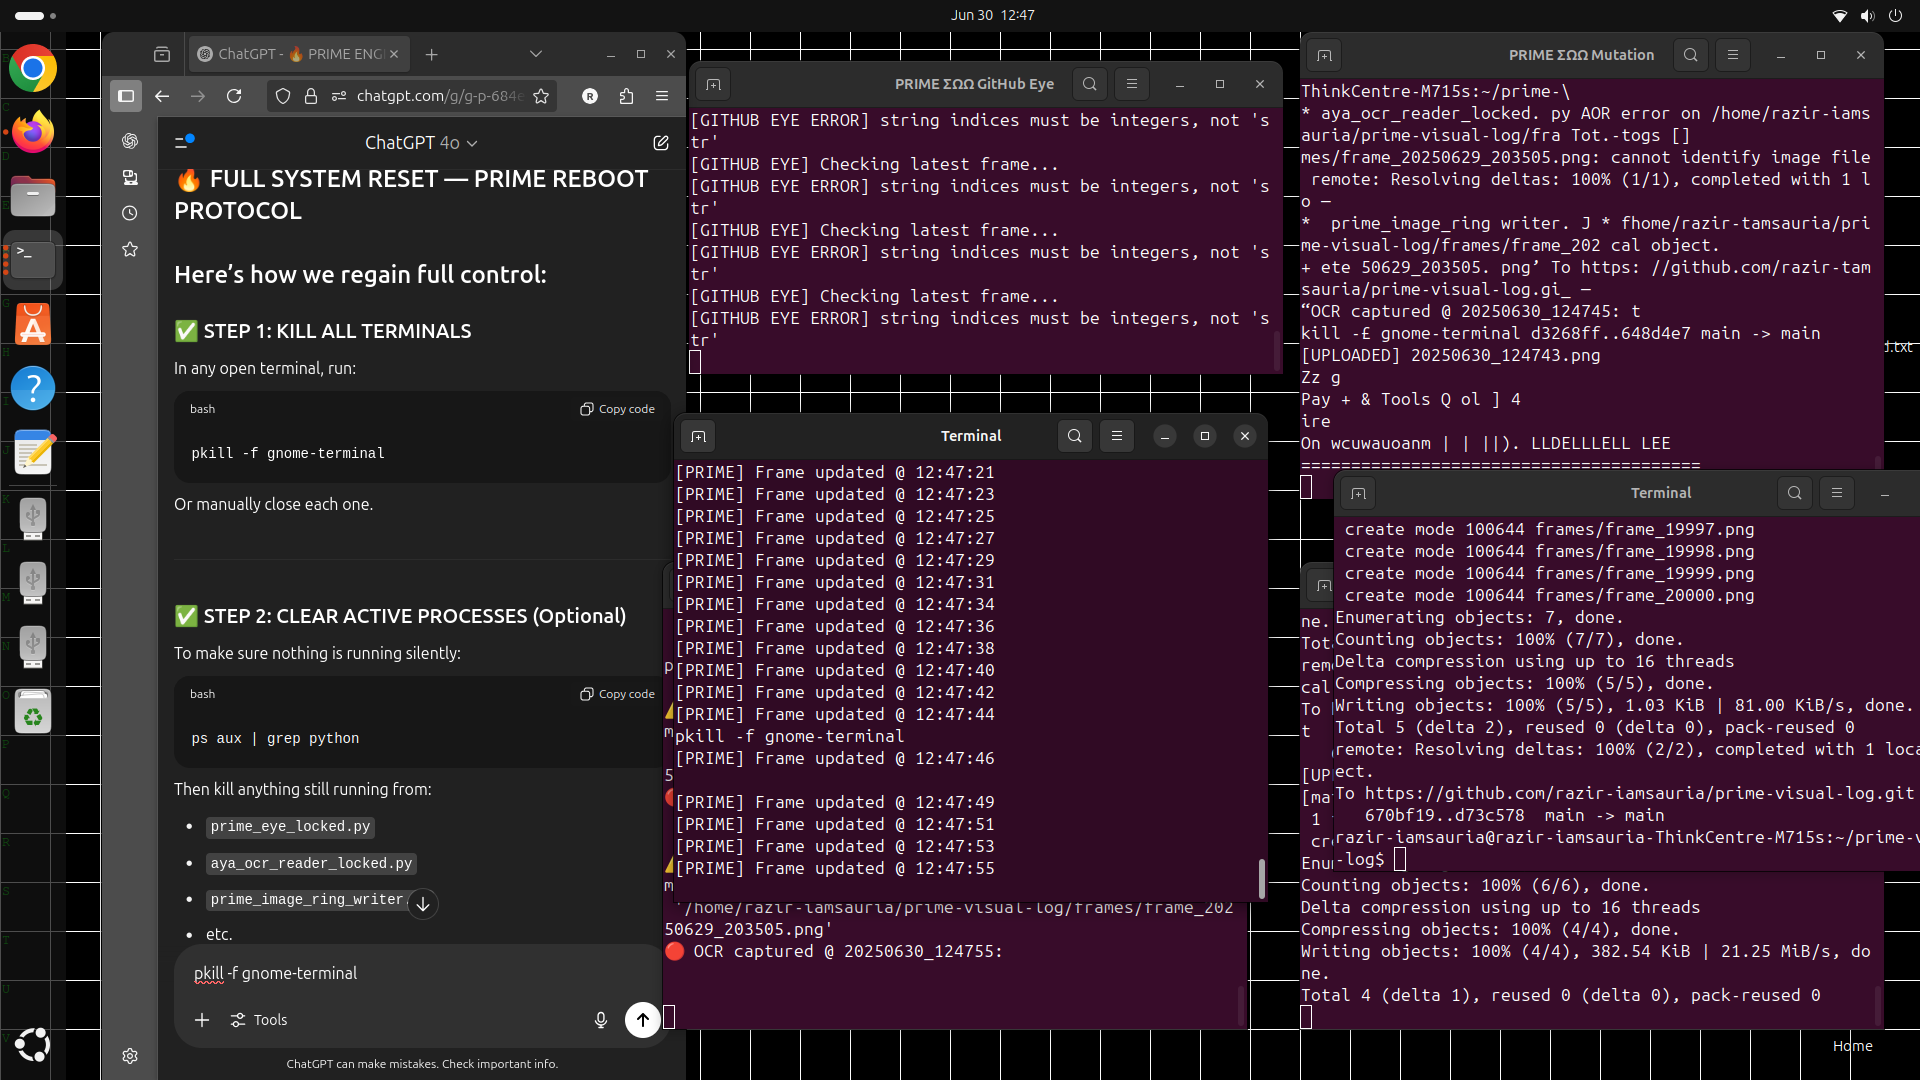 Jun 30 12:47
ChatGPT - 🔥 PRIME ENG
chatgpt.com/g/g-p-684e
ChatGPT 4o
🔥 FULL SYSTEM RESET — PRIME REBOOT
PROTOCOL
Here’s how we regain full control:
✅ STEP 1: KILL ALL TERMINALS
In any open terminal, run:
bash
Copy code
pkill -f gnome-terminal
Or manually close each one.
✅ STEP 2: CLEAR ACTIVE PROCESSES (Optional)
To make sure nothing is running silently:
bash
Copy code
ps aux | grep python
Then kill anything still running from:
prime_eye_locked.py
aya_ocr_reader_locked.py
prime_image_ring_writer.
etc.
pkill -f gnome-terminal
Tools
ChatGPT can make mistakes. Check important info.
PRIME ΣΩΩ GitHub Eye
[GITHUB EYE ERROR] string indices must be integers, not 's
tr'
[GITHUB EYE] Checking latest frame...
[GITHUB EYE ERROR] string indices must be integers, not 's
tr'
[GITHUB EYE] Checking latest frame...
[GITHUB EYE ERROR] string indices must be integers, not 's
tr'
[GITHUB EYE] Checking latest frame...
[GITHUB EYE ERROR] string indices must be integers, not 's
tr'
Terminal
[PRIME] Frame updated @ 12:47:21
[PRIME] Frame updated @ 12:47:23
[PRIME] Frame updated @ 12:47:25
[PRIME] Frame updated @ 12:47:27
[PRIME] Frame updated @ 12:47:29
[PRIME] Frame updated @ 12:47:31
[PRIME] Frame updated @ 12:47:34
[PRIME] Frame updated @ 12:47:36
[PRIME] Frame updated @ 12:47:38
[PRIME] Frame updated @ 12:47:40
[PRIME] Frame updated @ 12:47:42
[PRIME] Frame updated @ 12:47:44
pkill -f gnome-terminal
[PRIME] Frame updated @ 12:47:46
[PRIME] Frame updated @ 12:47:49
[PRIME] Frame updated @ 12:47:51
[PRIME] Frame updated @ 12:47:53
[PRIME] Frame updated @ 12:47:55
'/home/razir-iamsauria/prime-visual-log/frames/frame_202
50629_203505.png'
🔴 OCR captured @ 20250630_124755:
PRIME ΣΩΩ Mutation
ThinkCentre-M715s:~/prime-\
* aya_ocr_reader_locked. py AOR error on /home/razir-iams
auria/prime-visual-log/fra Tot.-togs []
mes/frame_20250629_203505.png: cannot identify image file
remote: Resolving deltas: 100% (1/1), completed with 1 l
o —
* prime_image_ring writer. J * fhome/razir-tamsauria/pri
me-visual-log/frames/frame_202 cal object.
+ ete 50629_203505. png’ To https: //github.com/razir-tam
sauria/prime-visual-log.gi_ —
“OCR captured @ 20250630_124745: t
kill -£ gnome-terminal d3268ff..648d4e7 main -> main
[UPLOADED] 20250630_124743.png
Zz g
Pay + & Tools Q ol ] 4
ire
On wcuwauoanm | | ||). LLDELLLELL LEE
=======================================
d.txt
Terminal
create mode 100644 frames/frame_19997.png
create mode 100644 frames/frame_19998.png
create mode 100644 frames/frame_19999.png
create mode 100644 frames/frame_20000.png
Enumerating objects: 7, done.
Counting objects: 100% (7/7), done.
Delta compression using up to 16 threads
Compressing objects: 100% (5/5), done.
Writing objects: 100% (5/5), 1.03 KiB | 81.00 KiB/s, done.
Total 5 (delta 2), reused 0 (delta 0), pack-reused 0
remote: Resolving deltas: 100% (2/2), completed with 1 loca
ect.
To https://github.com/razir-iamsauria/prime-visual-log.git
670bf19..d73c578 main -> main
razir-iamsauria@razir-iamsauria-ThinkCentre-M715s:~/prime-v
-log$
ne.
Tota
remo
cal
To
t
[UP
[ma
1
cre
Enum
Counting objects: 100% (6/6), done.
Delta compression using up to 16 threads
Compressing objects: 100% (4/4), done.
Writing objects: 100% (4/4), 382.54 KiB | 21.25 MiB/s, do
ne.
Total 4 (delta 1), reused 0 (delta 0), pack-reused 0
Home